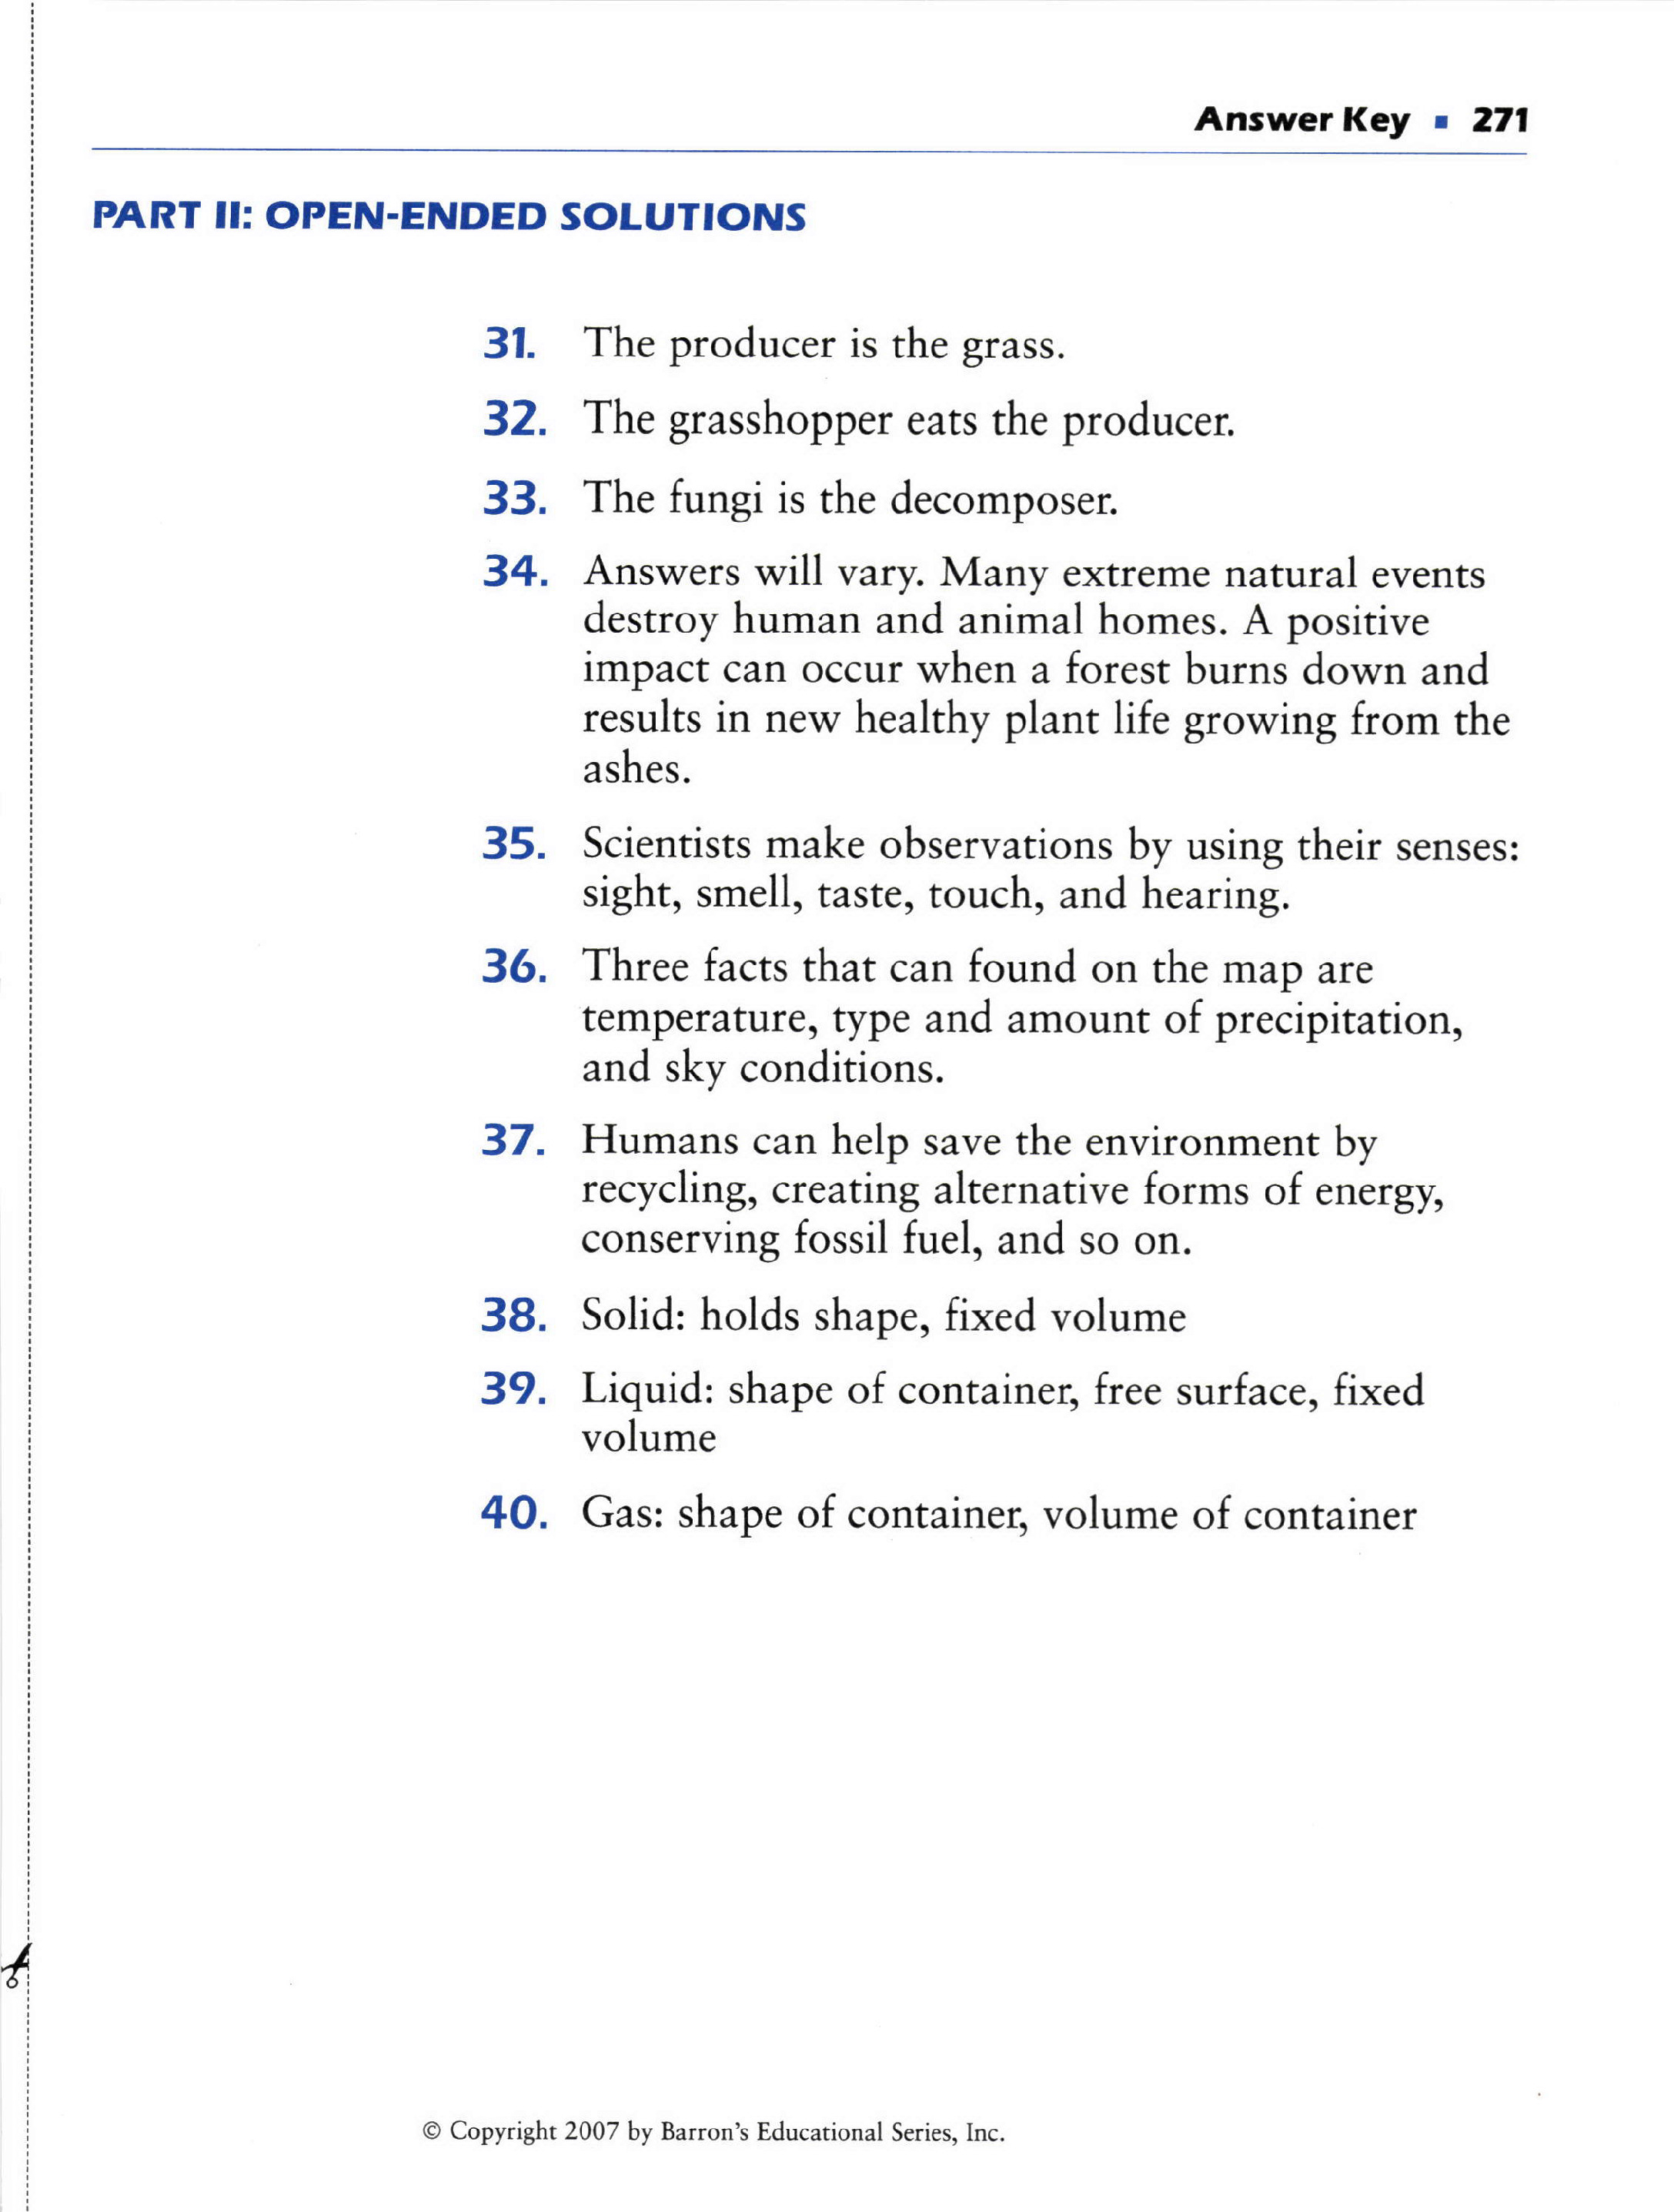 Answer Key ▪ 271
PART II: OPEN-ENDED SOLUTIONS
31. The producer is the grass.
32. The grasshopper eats the producer.
33. The fungi is the decomposer.
34. Answers will vary. Many extreme natural events
destroy human and animal homes. A positive
impact can occur when a forest burns down and
results in new healthy plant life growing from the
ashes.
35. Scientists make observations by using their senses:
sight, smell, taste, touch, and hearing.
36. Three facts that can found on the map are
temperature, type and amount of precipitation,
and sky conditions.
37. Humans can help save the environment by
recycling, creating alternative forms of energy,
conserving fossil fuel, and so on.
38. Solid: holds shape, fixed volume
39. Liquid: shape of container, free surface, fixed
volume
40. Gas: shape of container, volume of container
© Copyright 2007 by Barron's Educational Series, Inc.